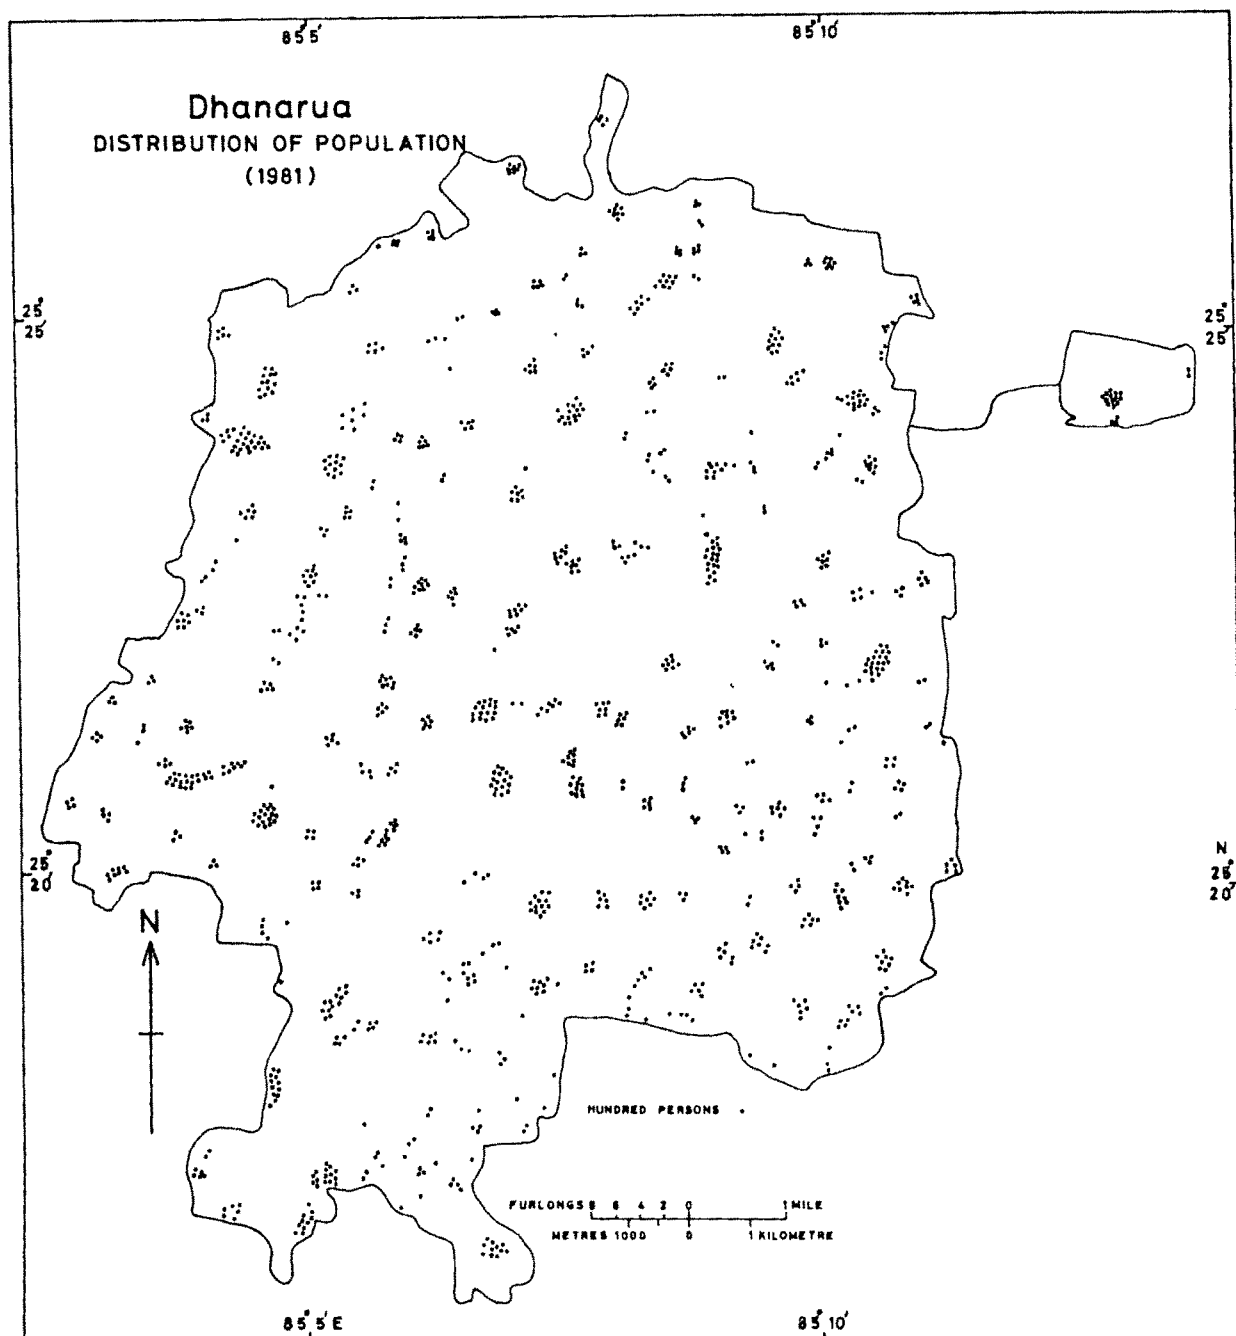 85°5'
85°10'
Dhanarua
DISTRIBUTION OF POPULATION
(1981)
25°
25'
25°
25'
25°
20'
N
25°
20'
N
HUNDRED PERSONS
FURLONGS 8 6 4 2 0 1 MILE
METRES 1000 0 1 KILOMETRE
85°5' E
85°10'